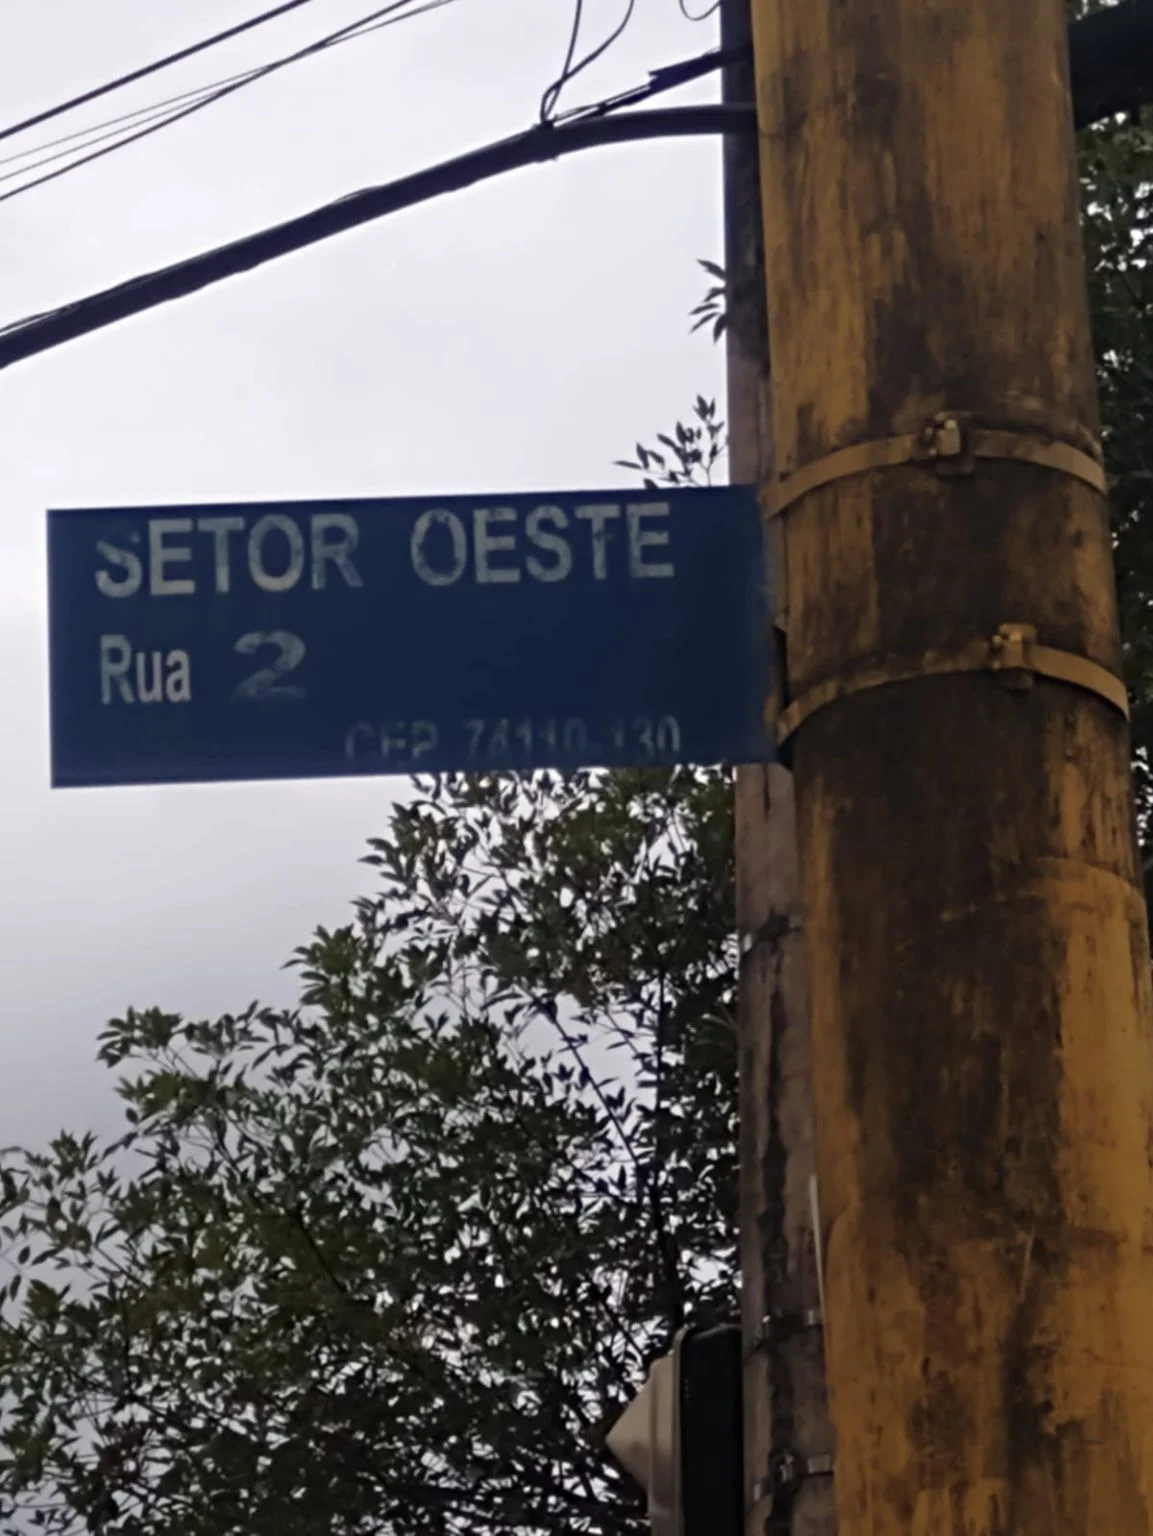 SETOR OESTE
Rua 2
CEP 74110-130